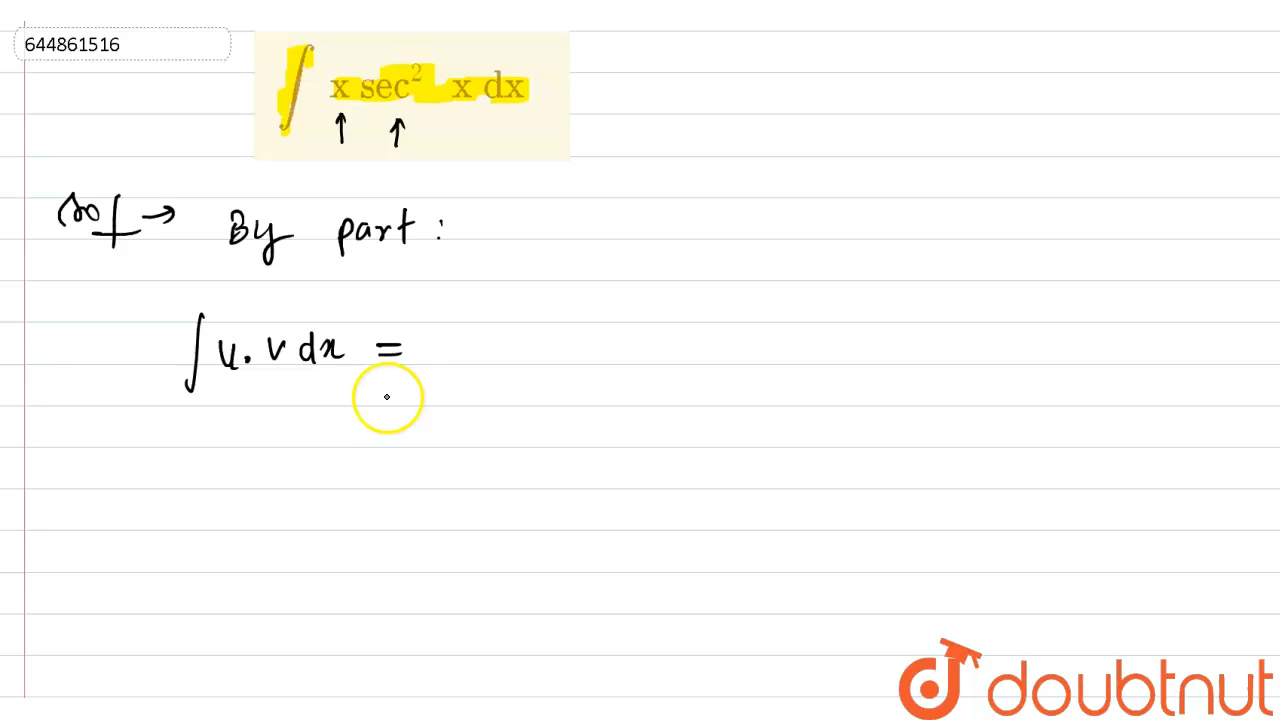 644861516
∫ x sec² x dx
↑ ↑
Sol → By part :
∫ u . v dx =
doubtnut